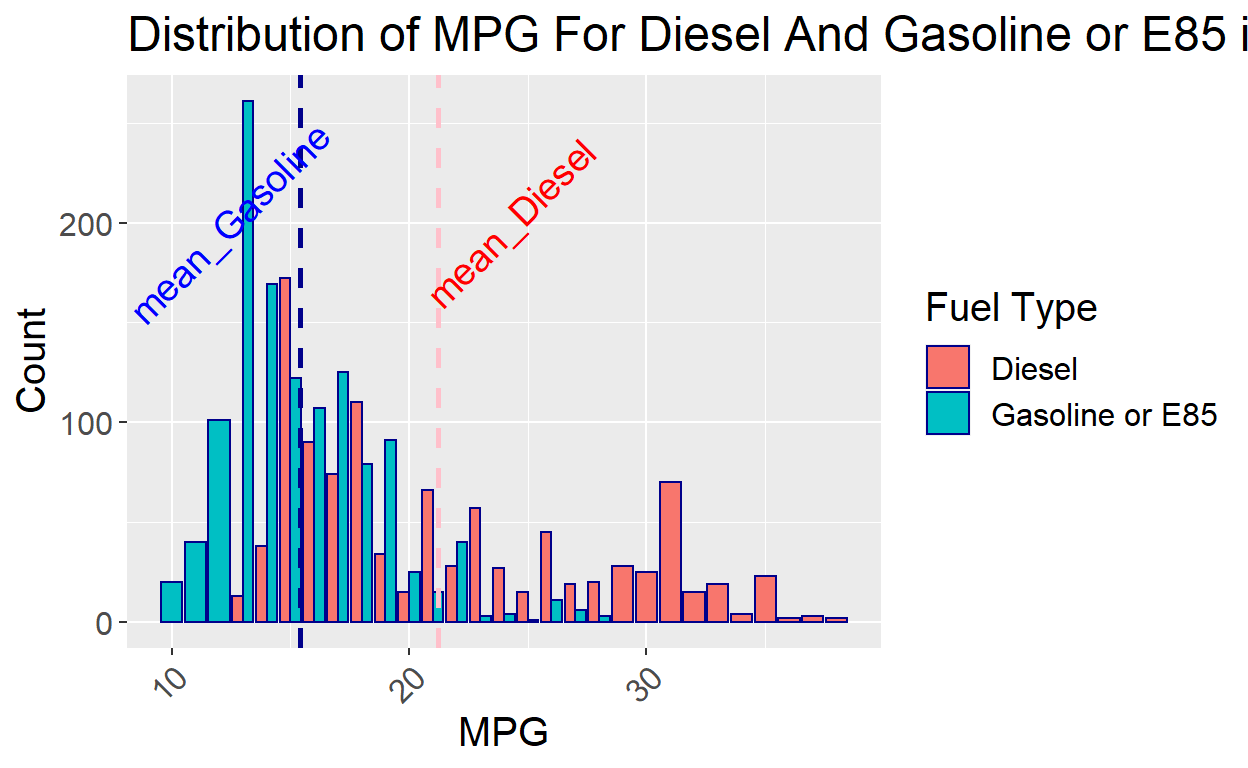 Distribution of MPG For Diesel And Gasoline or E85 i
mean_Gasoline
mean_Diesel
200
100
0
Count
10
20
30
MPG
Fuel Type
Diesel
Gasoline or E85